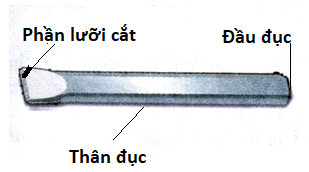 Phần lưỡi cắt
Đầu đục
Thân đục